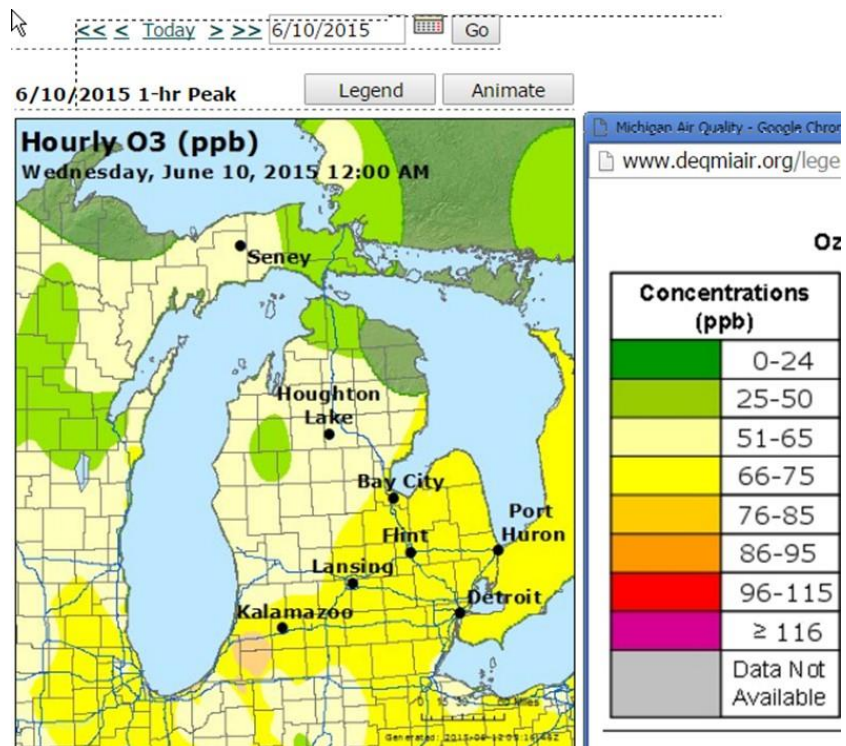 << < Today > >> 6/10/2015 Go
6/10/2015 1-hr Peak Legend Animate
Hourly O3 (ppb)
Wednesday, June 10, 2015 12:00 AM
Seney
Houghton
Lake
Bay City
Port
Huron
Flint
Lansing
Detroit
Kalamazoo
Miles
Michigan Air Quality - Google Chrom
www.deqmiair.org/lege
Oz
Concentrations
(ppb)
0-24
25-50
51-65
66-75
76-85
86-95
96-115
≥ 116
Data Not
Available